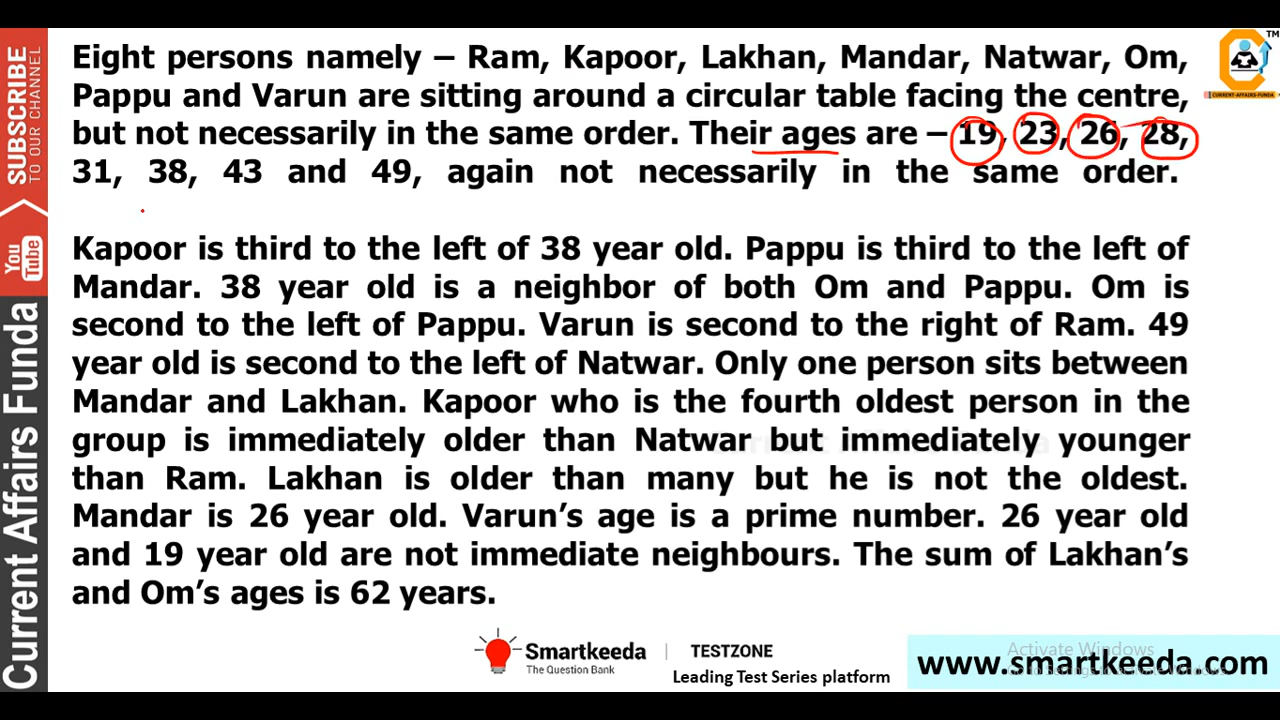 Eight persons namely – Ram, Kapoor, Lakhan, Mandar, Natwar, Om,
Pappu and Varun are sitting around a circular table facing the centre,
but not necessarily in the same order. Their ages are – 19, 23, 26, 28,
31, 38, 43 and 49, again not necessarily in the same order.
Kapoor is third to the left of 38 year old. Pappu is third to the left of
Mandar. 38 year old is a neighbor of both Om and Pappu. Om is
second to the left of Pappu. Varun is second to the right of Ram. 49
year old is second to the left of Natwar. Only one person sits between
Mandar and Lakhan. Kapoor who is the fourth oldest person in the
group is immediately older than Natwar but immediately younger
than Ram. Lakhan is older than many but he is not the oldest.
Mandar is 26 year old. Varun’s age is a prime number. 26 year old
and 19 year old are not immediate neighbours. The sum of Lakhan’s
and Om’s ages is 62 years.
SUBSCRIBE
TO OUR CHANNEL
You Tube
Current Affairs Funda
TM
CURRENT-AFFAIRS-FUNDA
Smartkeeda
The Question Bank
TESTZONE
Leading Test Series platform
Activate Windows
www.smartkeeda.com